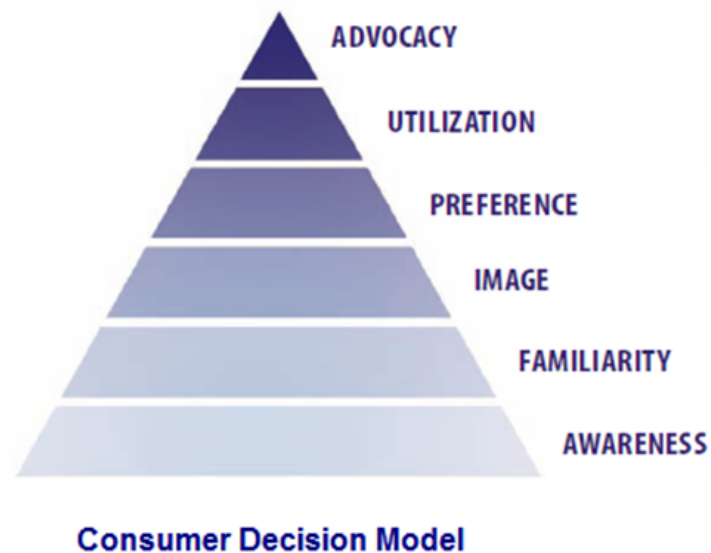 ADVOCACY
UTILIZATION
PREFERENCE
IMAGE
FAMILIARITY
AWARENESS
Consumer Decision Model